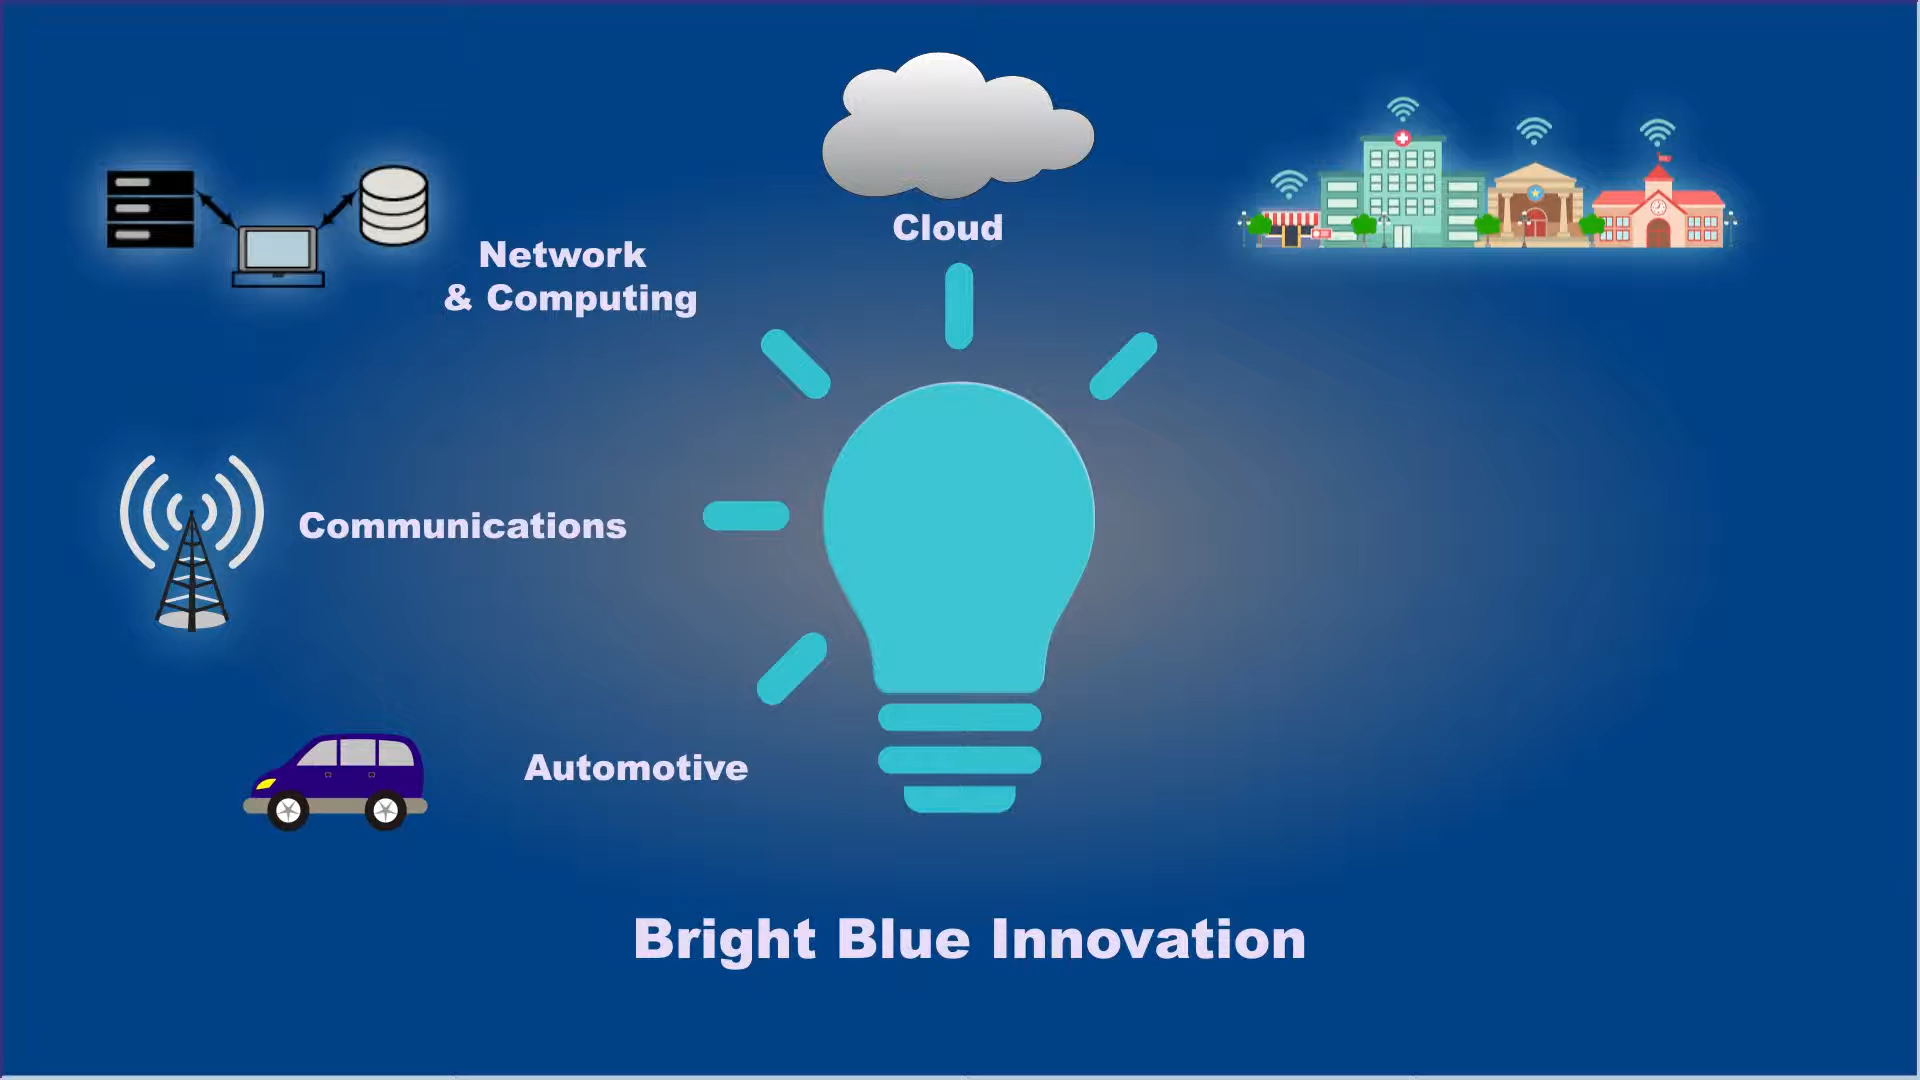 Cloud
Network
& Computing
Communications
Automotive
Bright Blue Innovation